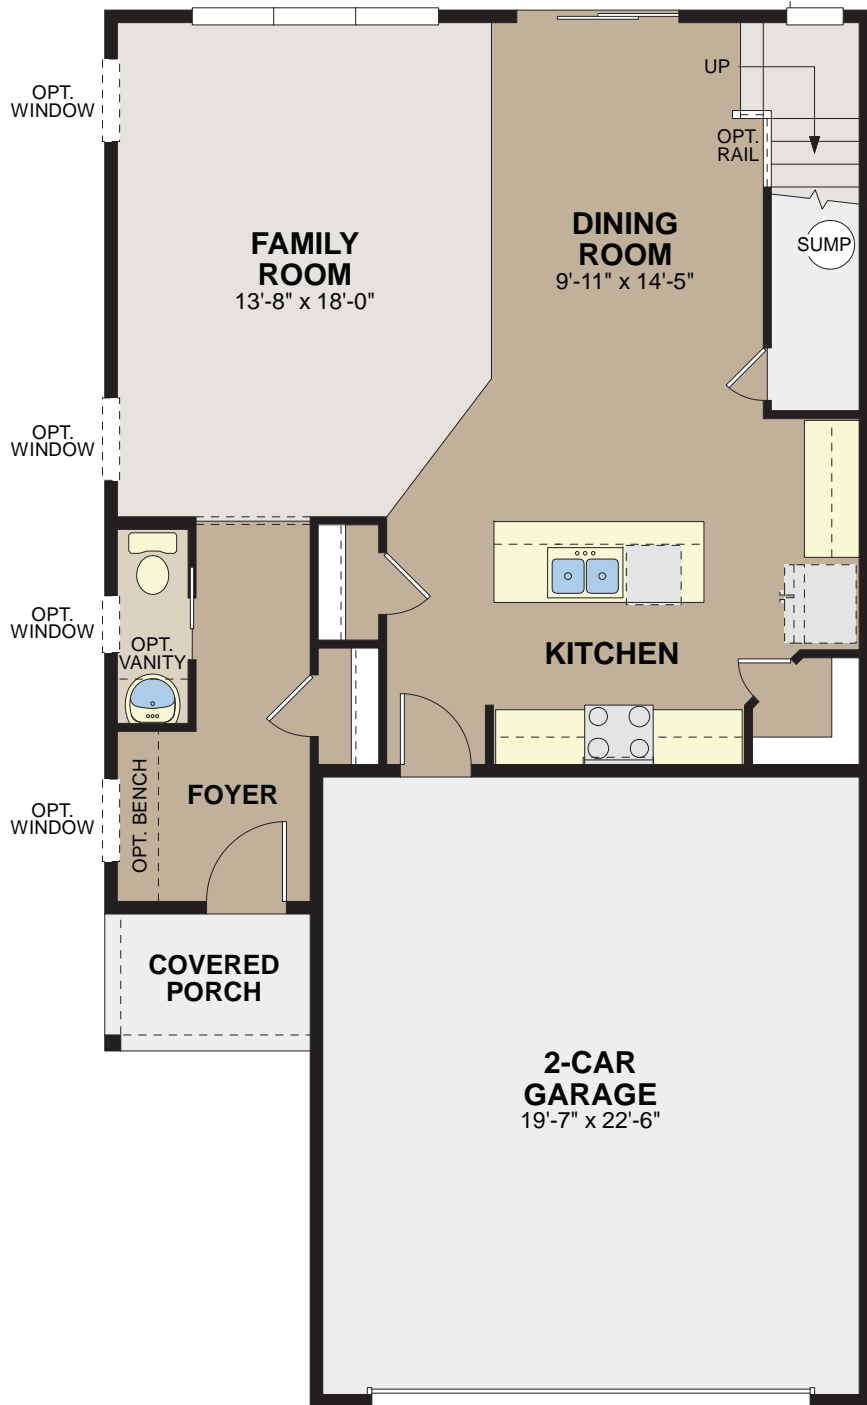 UP
OPT.
WINDOW
OPT.
RAIL
FAMILY
ROOM
13'-8" x 18'-0"
DINING
ROOM
9'-11" x 14'-5"
SUMP
OPT.
WINDOW
OPT.
WINDOW
OPT.
VANITY
KITCHEN
OPT.
WINDOW
OPT. BENCH
FOYER
COVERED
PORCH
2-CAR
GARAGE
19'-7" x 22'-6"